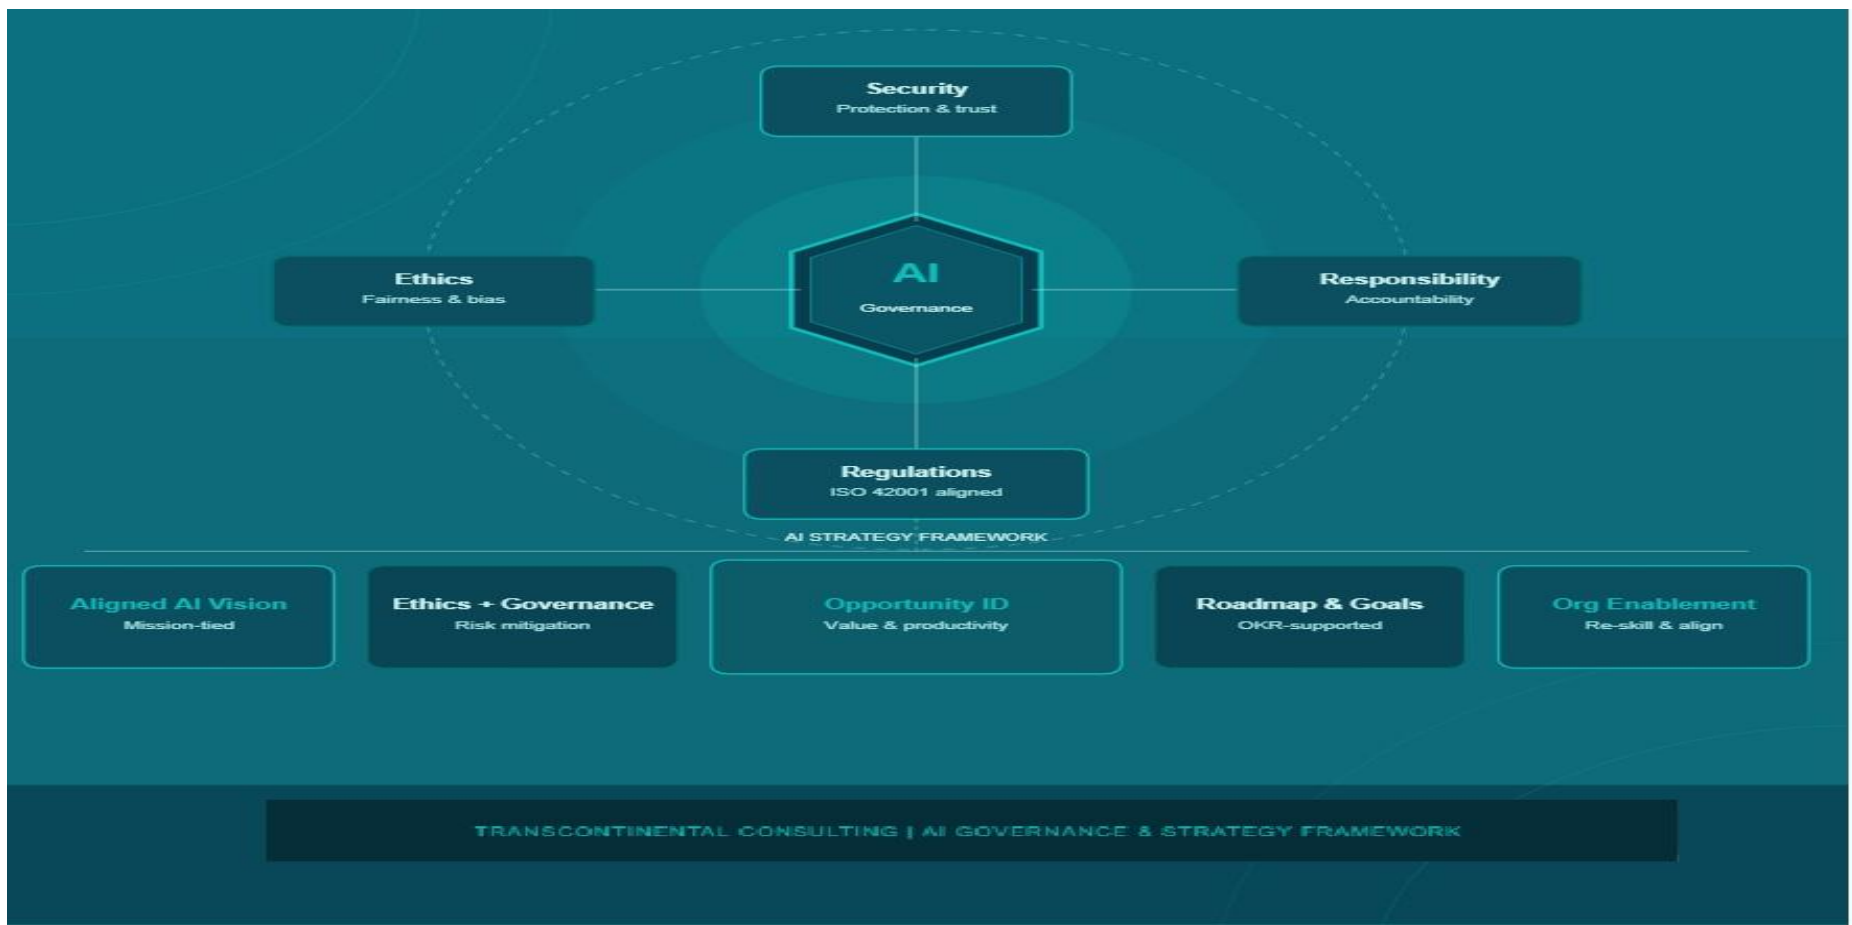 Security
Protection & trust
Ethics
Fairness & bias
AI
Governance
Responsibility
Accountability
Regulations
ISO 42001 aligned
AI STRATEGY FRAMEWORK
Aligned AI Vision
Mission-tied
Ethics + Governance
Risk mitigation
Opportunity ID
Value & productivity
Roadmap & Goals
OKR-supported
Org Enablement
Re-skill & align
TRANSCONTINENTAL CONSULTING | AI GOVERNANCE & STRATEGY FRAMEWORK